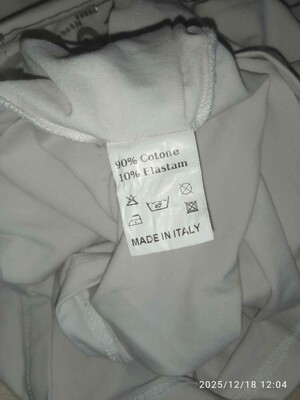 90% Cotone
10% Elastam
MADE IN ITALY
2025/12/18 12:04